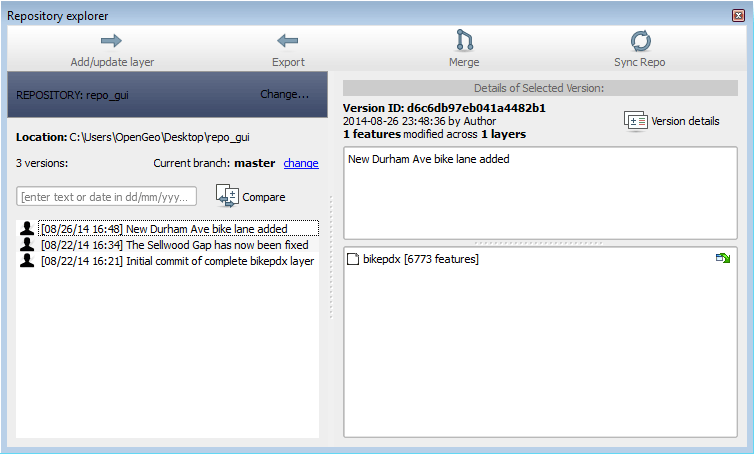 Repository explorer
Add/update layer
Export
Merge
Sync Repo
REPOSITORY: repo_gui
Change...
Location: C:\Users\OpenGeo\Desktop\repo_gui
3 versions:
Current branch: master change
[enter text or date in dd/mm/yyy...
Compare
[08/26/14 16:48] New Durham Ave bike lane added
[08/22/14 16:34] The Sellwood Gap has now been fixed
[08/22/14 16:21] Initial commit of complete bikepdx layer
Details of Selected Version:
Version ID: d6c6db97eb041a4482b1
2014-08-26 23:48:36 by Author
1 features modified across 1 layers
Version details
New Durham Ave bike lane added
bikepdx [6773 features]